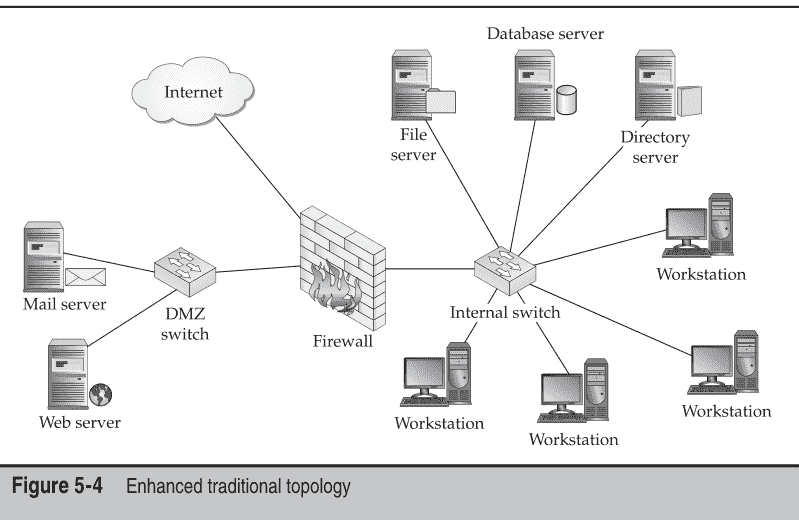 Database server
Internet
File
server
Directory
server
Workstation
Mail server
DMZ
switch
Firewall
Internal switch
Web server
Workstation
Workstation
Workstation
Figure 5-4 Enhanced traditional topology